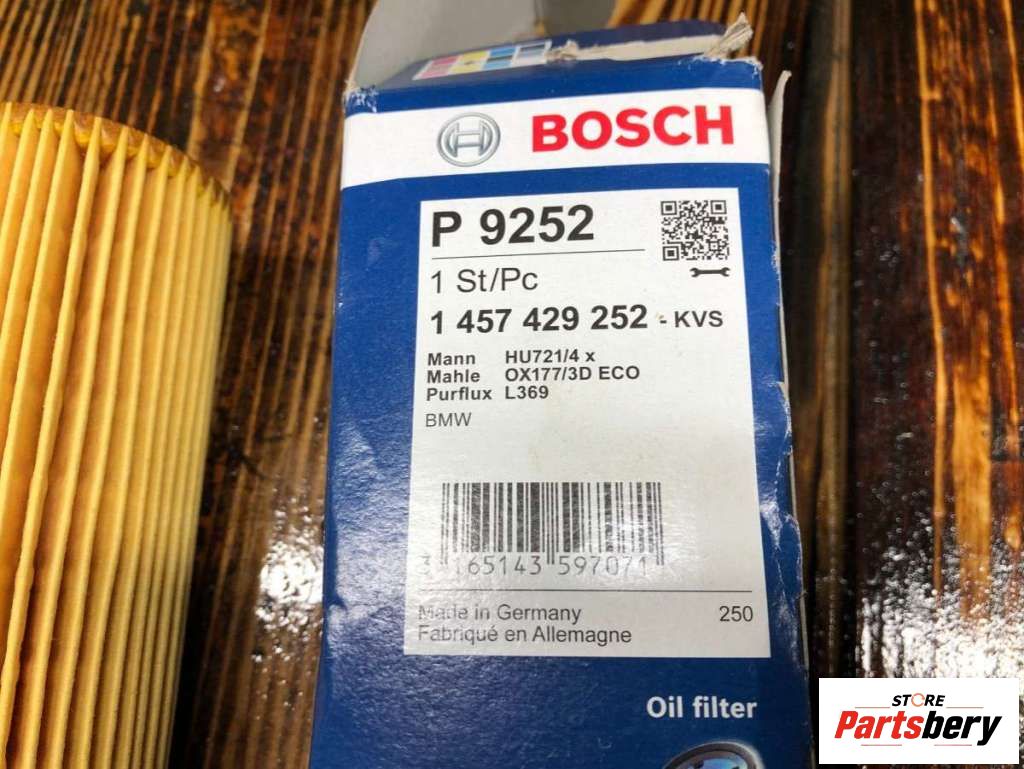 BOSCH
P 9252
1 St/Pc
1 457 429 252 - KVS
Mann HU721/4 x
Mahle OX177/3D ECO
Purflux L369
BMW
3 165143 597071
Made in Germany 250
Fabriqué en Allemagne
Oil filter
STORE
Partsbery